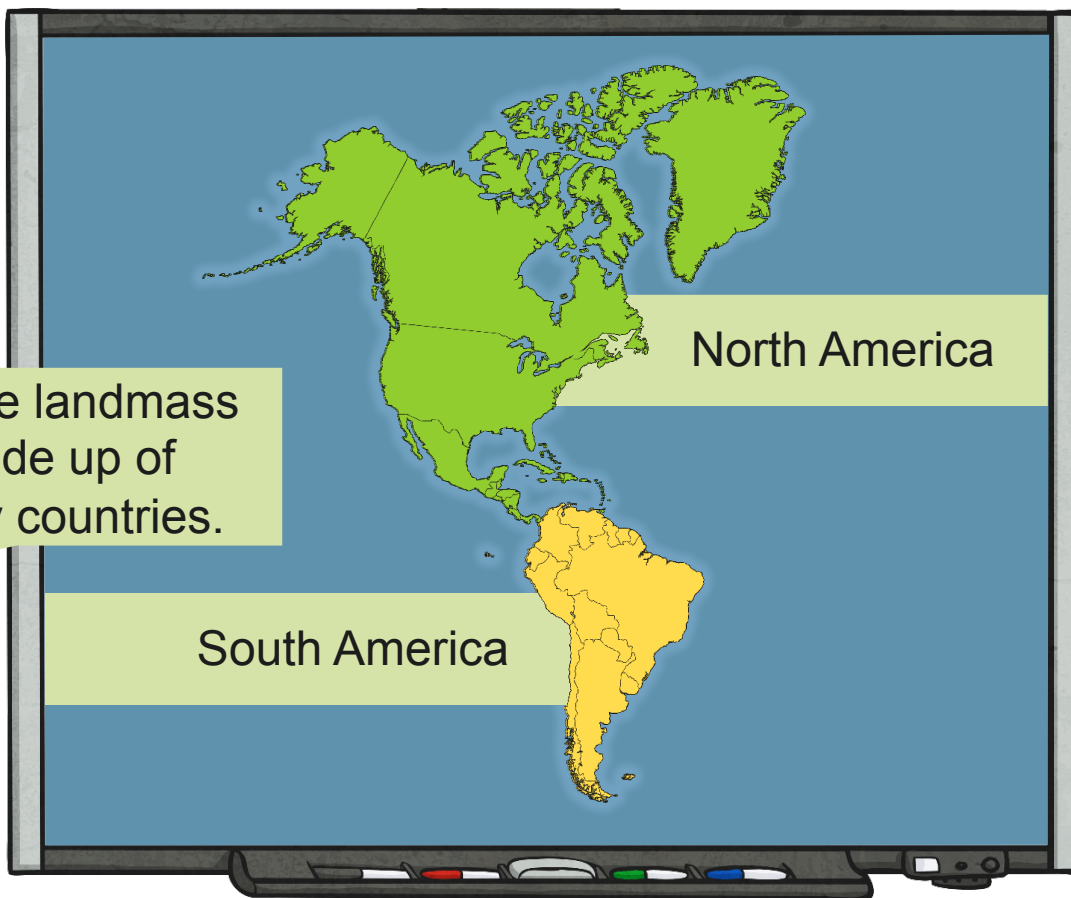 North America
e landmass
de up of
countries.
South America